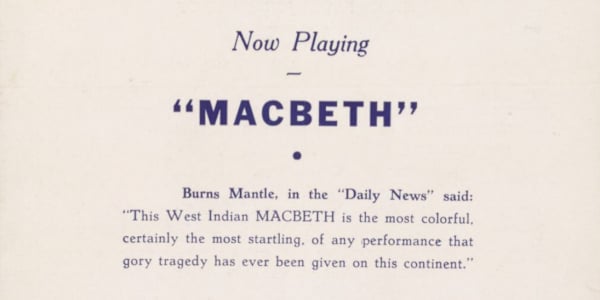 Now Playing
—
"MACBETH"
•
Burns Mantle, in the "Daily News" said:
"This West Indian MACBETH is the most colorful,
certainly the most startling, of any performance that
gory tragedy has ever been given on this continent."